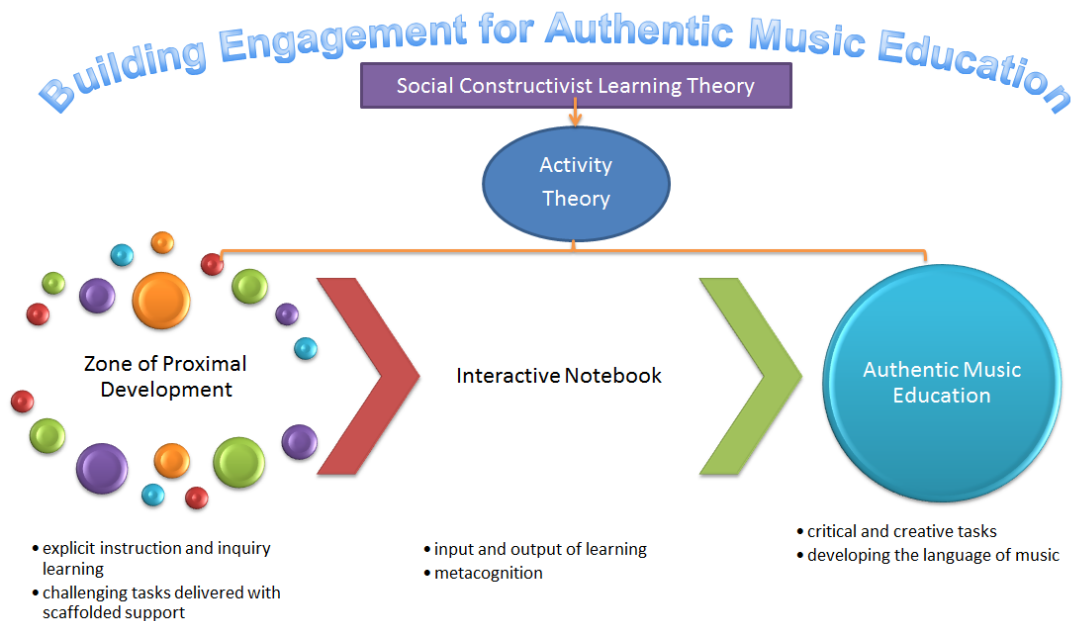 Building Engagement for Authentic Music Education
Social Constructivist Learning Theory
Activity
Theory
Zone of Proximal
Development
Interactive Notebook
Authentic Music
Education
• explicit instruction and inquiry
learning
• challenging tasks delivered with
scaffolded support
• input and output of learning
• metacognition
• critical and creative tasks
• developing the language of music